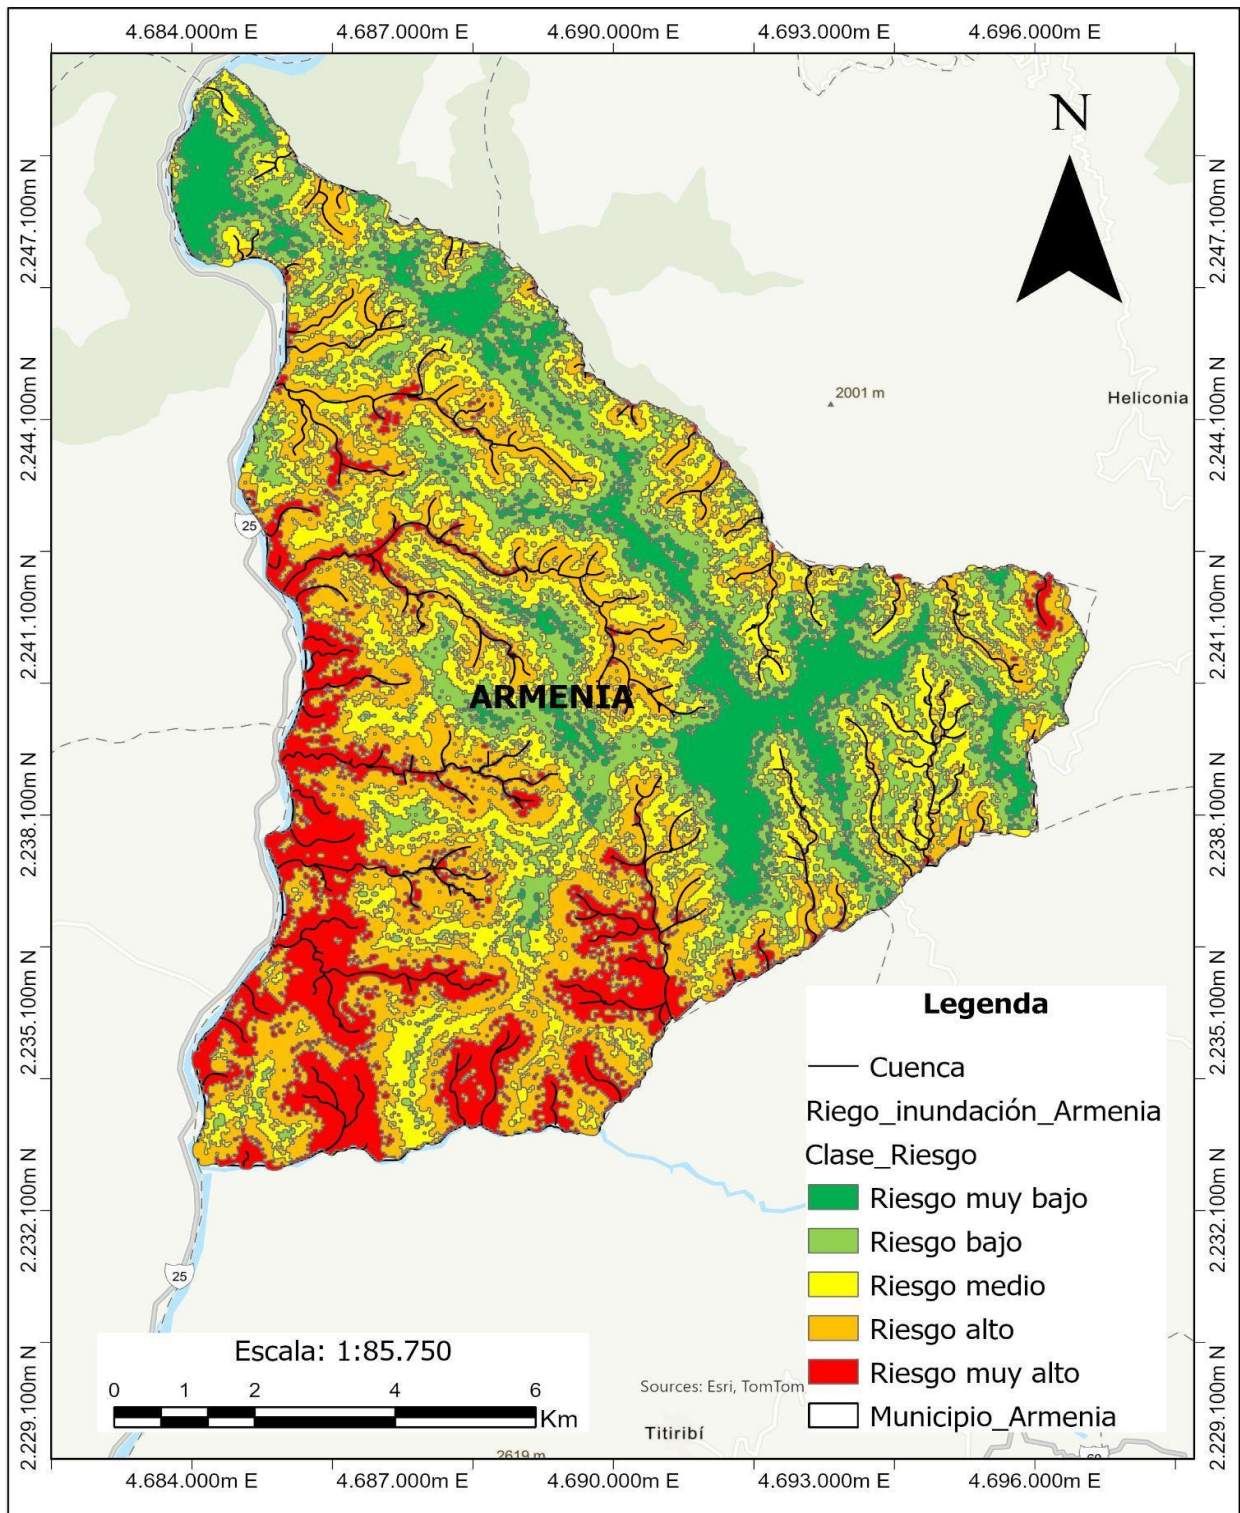 4.684.000m E 4.687.000m E 4.690.000m E 4.693.000m E 4.696.000m E
N
2.247.100m N
2.247.100m N
2001 m
Heliconia
2.244.100m N
2.244.100m N
25
2.241.100m N
2.241.100m N
ARMENIA
2.238.100m N
2.238.100m N
2.235.100m N
2.235.100m N
Legenda
Cuenca
Riego_inundación_Armenia
Clase_Riesgo
Riesgo muy bajo
Riesgo bajo
Riesgo medio
Riesgo alto
Riesgo muy alto
Municipio_Armenia
2.232.100m N
2.232.100m N
25
Escala: 1:85.750
0 1 2 4 6
Km
Sources: Esri, TomTom
Titiribí
2619 m
60
2.229.100m N
2.229.100m N
4.684.000m E 4.687.000m E 4.690.000m E 4.693.000m E 4.696.000m E